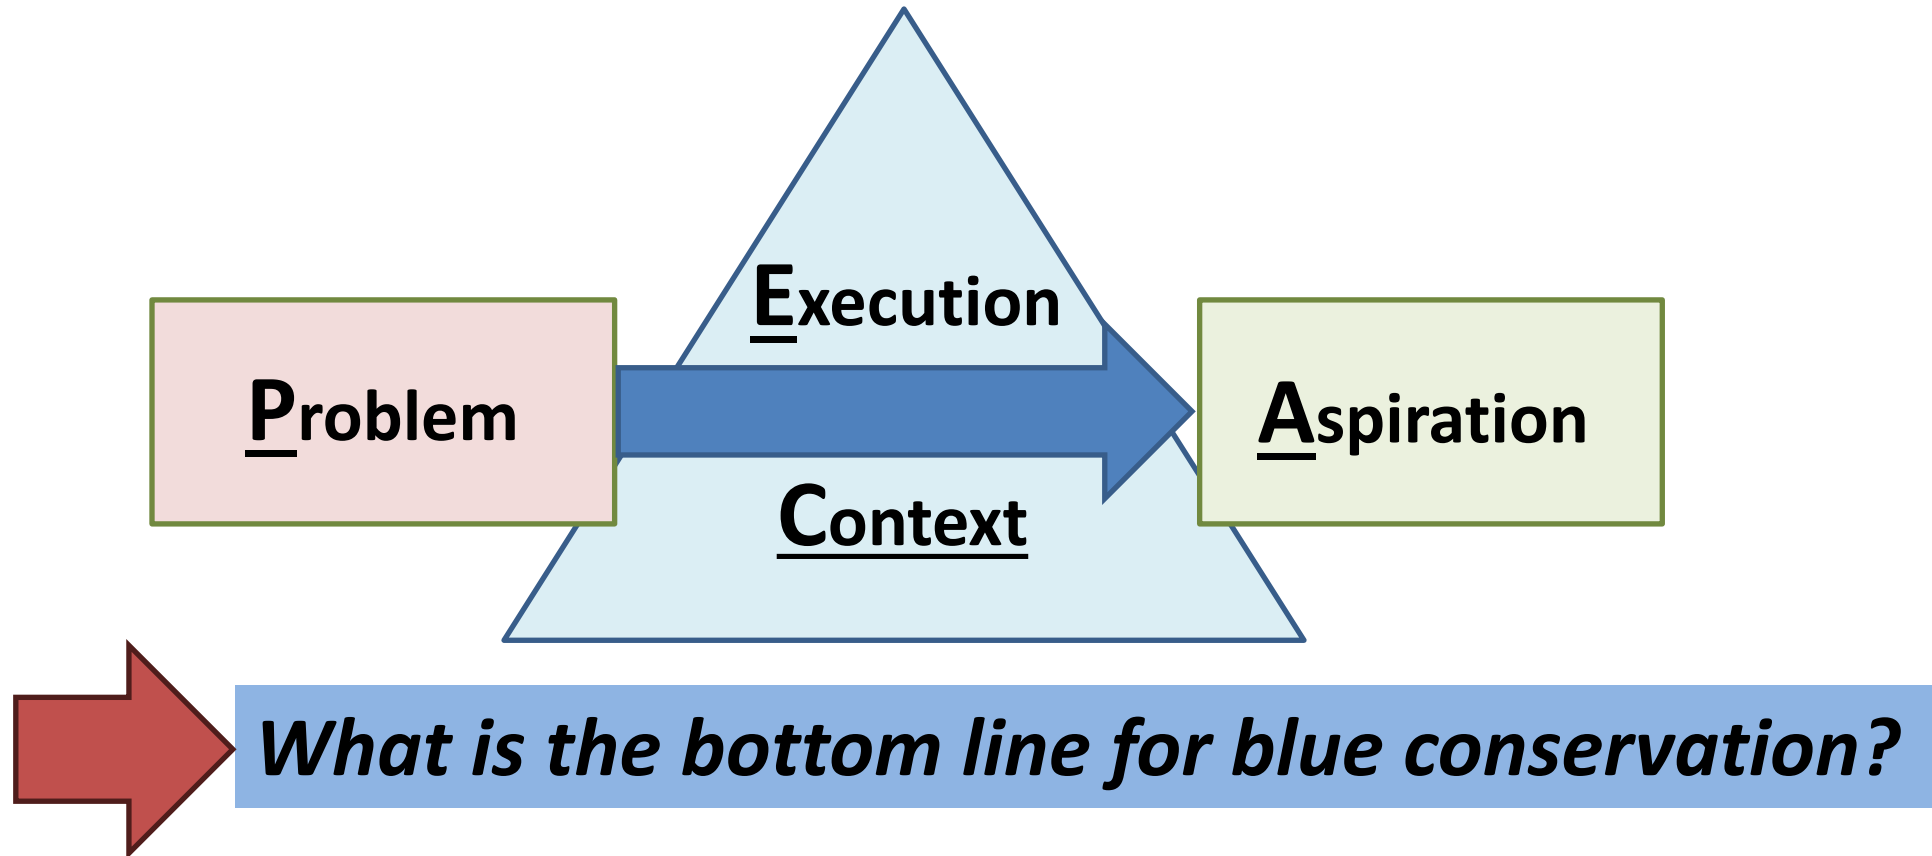 Execution
Problem
Aspiration
Context
What is the bottom line for blue conservation?